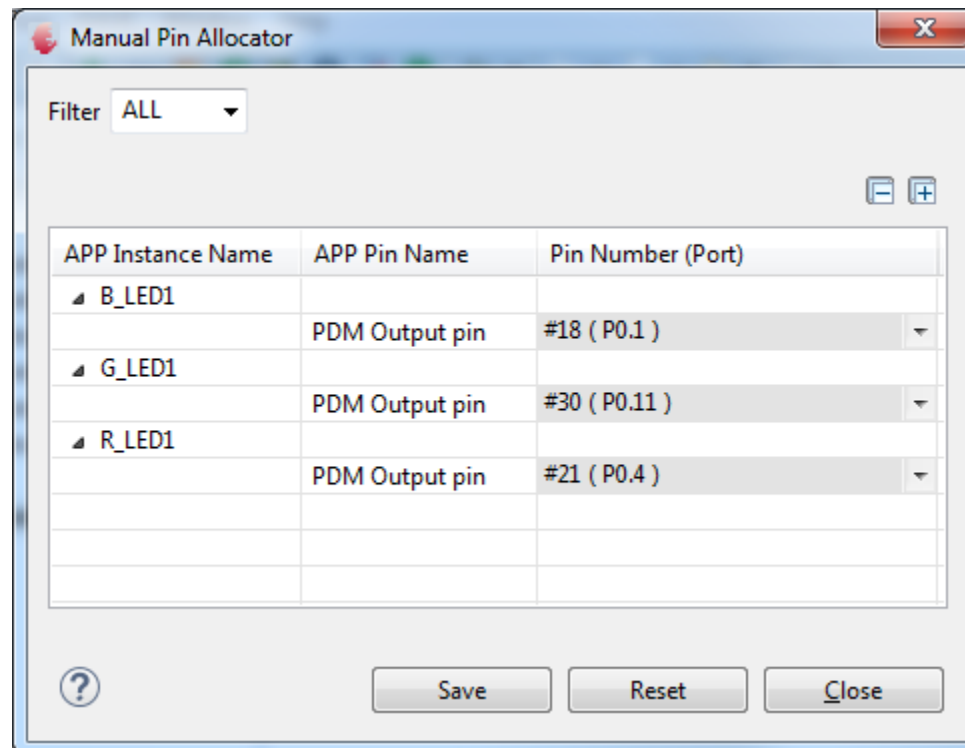 Manual Pin Allocator
Filter ALL
APP Instance Name APP Pin Name Pin Number (Port)
B_LED1
PDM Output pin #18 ( P0.1 )
G_LED1
PDM Output pin #30 ( P0.11 )
R_LED1
PDM Output pin #21 ( P0.4 )
? Save Reset Close